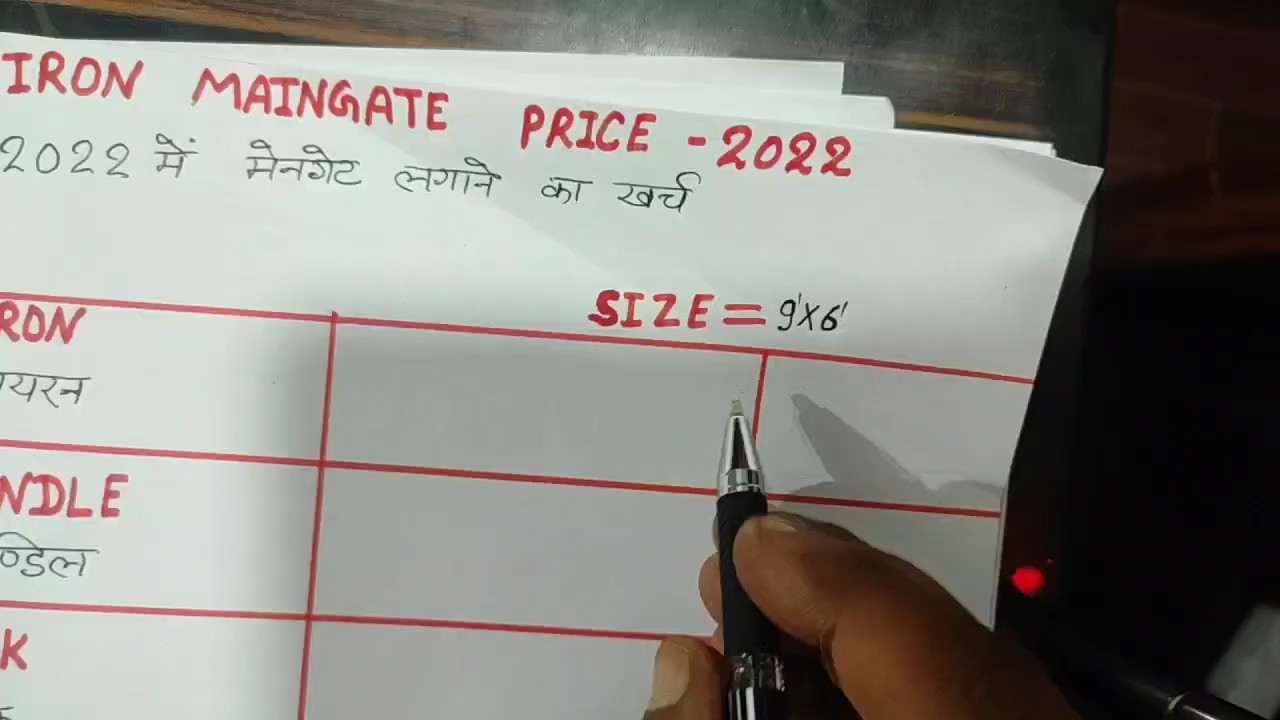 IRON MAINGATE PRICE - 2022
2022 में मेनगेट लगाने का खर्च
SIZE = 9'X6'
RON
यरन
NDLE
ण्डिल
K